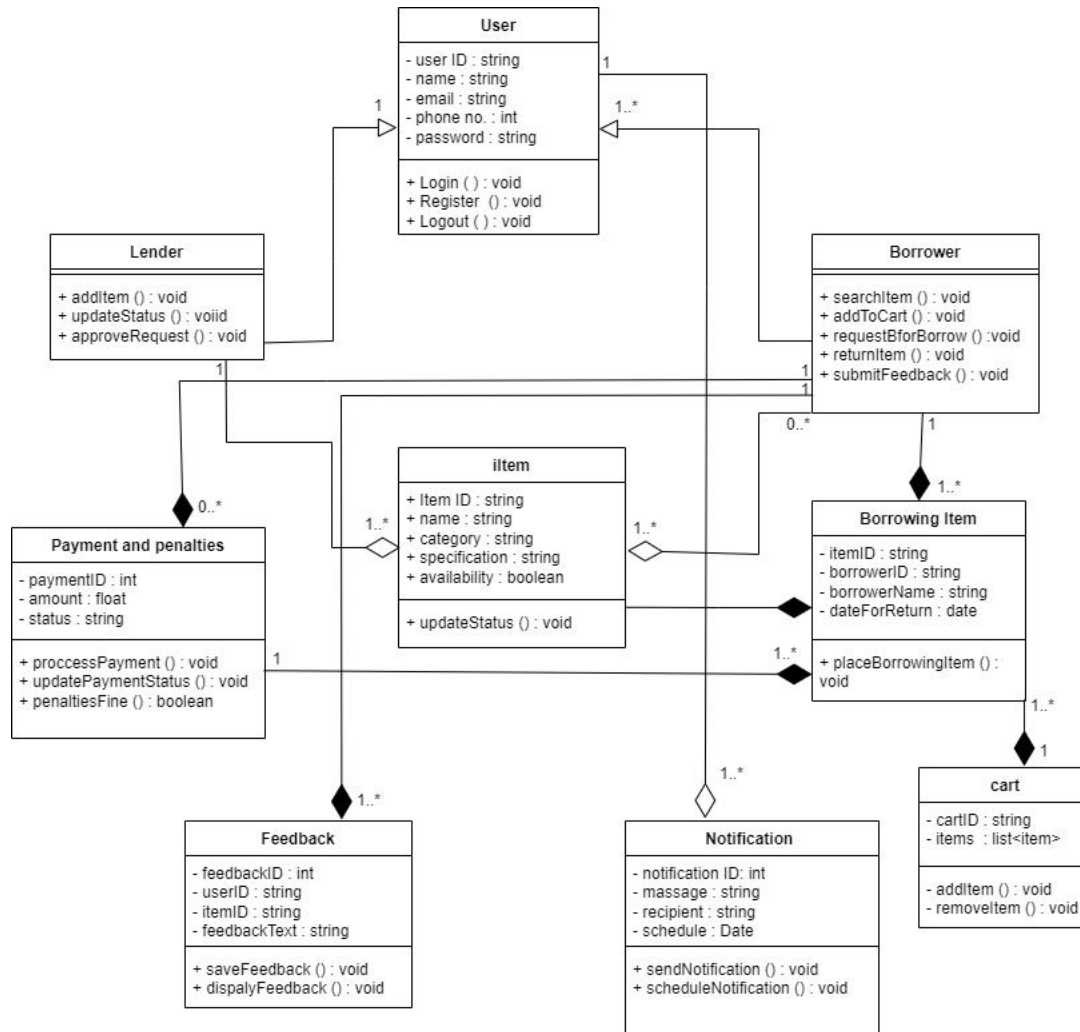 User
- user ID : string
- name : string
- email : string
- phone no. : int
- password : string
+ Login ( ) : void
+ Register  () : void
+ Logout ( ) : void
1
1..*
1
Lender
+ addItem () : void
+ updateStatus () : voiid
+ approveRequest () : void
1
Borrower
+ searchItem () : void
+ addToCart () : void
+ requestBforBorrow () :void
+ returnItem () : void
+ submitFeedback () : void
1
1
0..*
1
iItem
+ Item ID : string
+ name : string
+ category : string
+ specification : string
+ availability : boolean
+ updateStatus () : void
1..*
1..*
0..*
Payment and penalties
- paymentID : int
- amount : float
- status : string
+ proccessPayment () : void
+ updatePaymentStatus () : void
+ penaltiesFine () : boolean
1
1..*
Borrowing Item
- itemID : string
- borrowerID : string
- borrowerName : string
- dateForReturn : date
+ placeBorrowingItem () :
void
1..*
1..*
1
cart
- cartID : string
- items  : list<item>
- addItem () : void
- removeItem () : void
1..*
Feedback
- feedbackID : int
- userID : string
- itemID : string
- feedbackText : string
+ saveFeedback () : void
+ dispalyFeedback () : void
1..*
Notification
- notification ID: int
- massage : string
- recipient : string
- schedule : Date
+ sendNotification () : void
+ scheduleNotification () : void